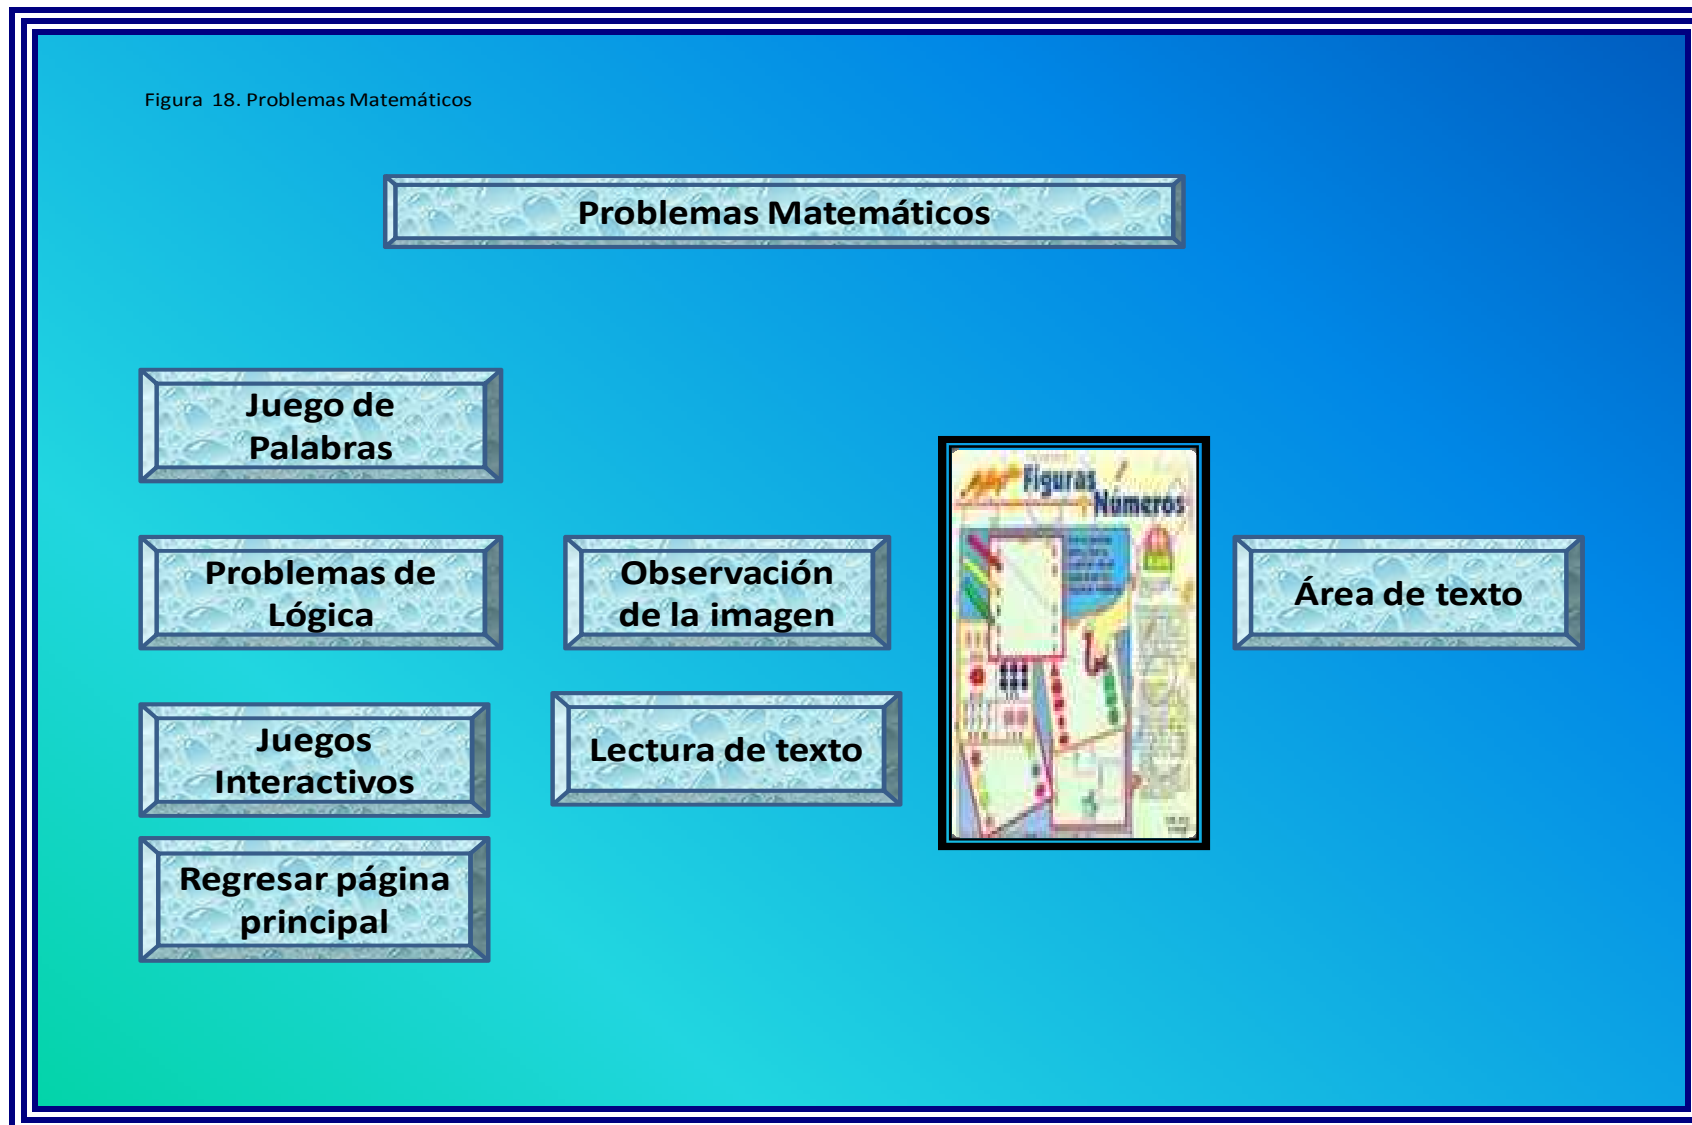 Figura 18. Problemas Matemáticos
Problemas Matemáticos
Juego de
Palabras
Problemas de
Lógica
Juegos
Interactivos
Regresar página
principal
Observación
de la imagen
Lectura de texto
Figuras
Números
Área de texto